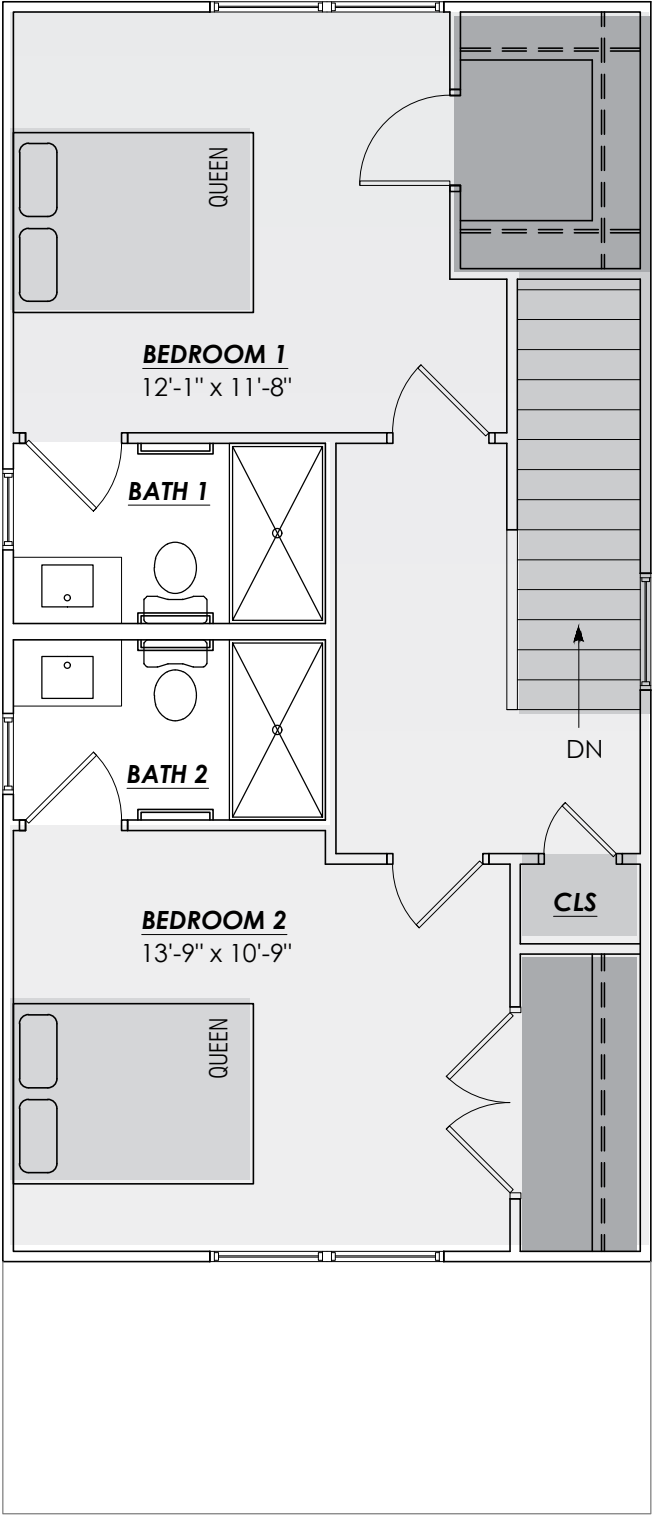 QUEEN
BEDROOM 1
12'-1" x 11'-8"
BATH 1
DN
BATH 2
CLS
BEDROOM 2
13'-9" x 10'-9"
QUEEN